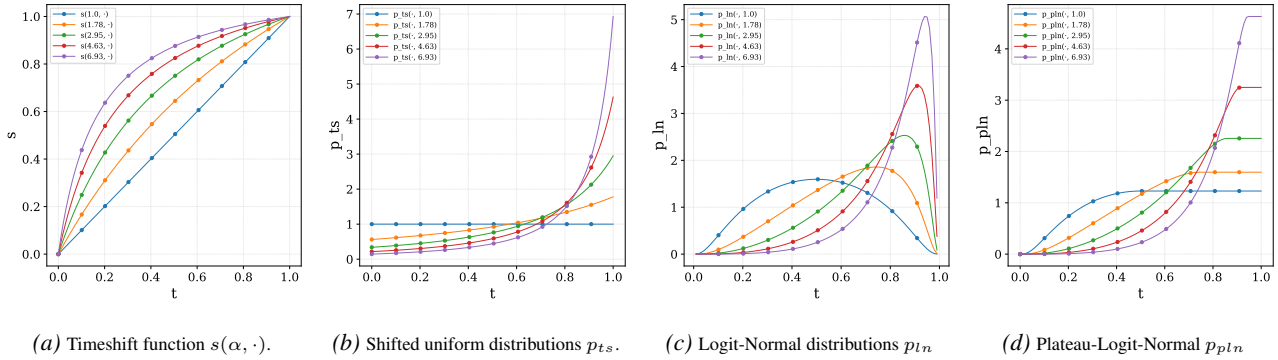 s(1.0, ·)
s(1.78, ·)
s(2.95, ·)
s(4.63, ·)
s(6.93, ·)
1.0
0.8
0.6
0.4
0.2
0.0
s
0.0 0.2 0.4 0.6 0.8 1.0
t
p_ts(·, 1.0)
p_ts(·, 1.78)
p_ts(·, 2.95)
p_ts(·, 4.63)
p_ts(·, 6.93)
7
6
5
4
3
2
1
0
p_ts
0.0 0.2 0.4 0.6 0.8 1.0
t
p_ln(·, 1.0)
p_ln(·, 1.78)
p_ln(·, 2.95)
p_ln(·, 4.63)
p_ln(·, 6.93)
5
4
3
2
1
0
p_ln
0.0 0.2 0.4 0.6 0.8 1.0
t
p_pln(·, 1.0)
p_pln(·, 1.78)
p_pln(·, 2.95)
p_pln(·, 4.63)
p_pln(·, 6.93)
4
3
2
1
0
p_pln
0.0 0.2 0.4 0.6 0.8 1.0
t
(a) Timeshift function s(α, ·).
(b) Shifted uniform distributions p_ts.
(c) Logit-Normal distributions p_ln
(d) Plateau-Logit-Normal p_pln